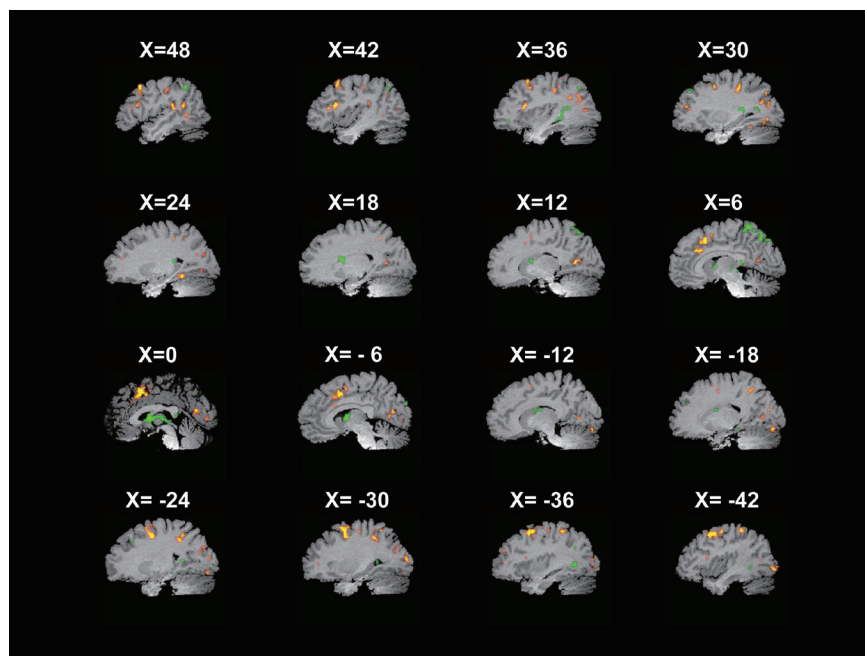 X=48 X=42 X=36 X=30
X=24 X=18 X=12 X=6
X=0 X= - 6 X= -12 X= -18
X= -24 X= -30 X= -36 X= -42